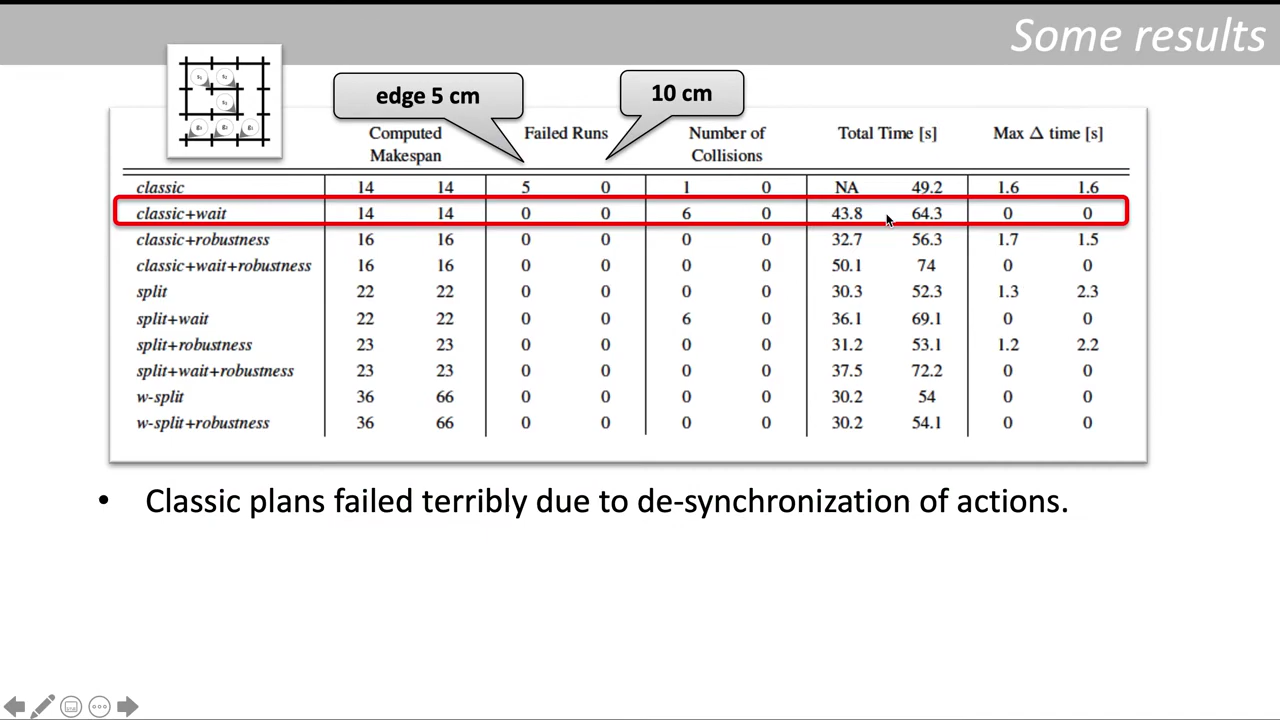 Some results
edge 5 cm
10 cm
s1 s2
s3
g3 g2 g1
Computed Makespan Failed Runs Number of Collisions Total Time [s] Max Δ time [s]
classic 14 14 5 0 1 0 NA 49.2 1.6 1.6
classic+wait 14 14 0 0 6 0 43.8 64.3 0 0
classic+robustness 16 16 0 0 0 0 32.7 56.3 1.7 1.5
classic+wait+robustness 16 16 0 0 0 0 50.1 74 0 0
split 22 22 0 0 0 0 30.3 52.3 1.3 2.3
split+wait 22 22 0 0 6 0 36.1 69.1 0 0
split+robustness 23 23 0 0 0 0 31.2 53.1 1.2 2.2
split+wait+robustness 23 23 0 0 0 0 37.5 72.2 0 0
w-split 36 66 0 0 0 0 30.2 54 0 0
w-split+robustness 36 66 0 0 0 0 30.2 54.1 0 0
• Classic plans failed terribly due to de-synchronization of actions.